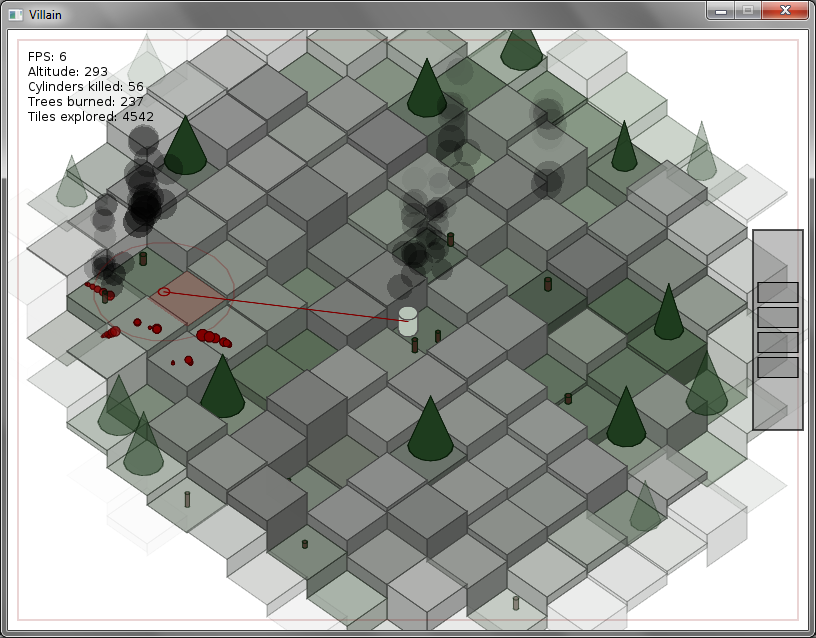 Villain
FPS: 6
Altitude: 293
Cylinders killed: 56
Trees burned: 237
Tiles explored: 4542